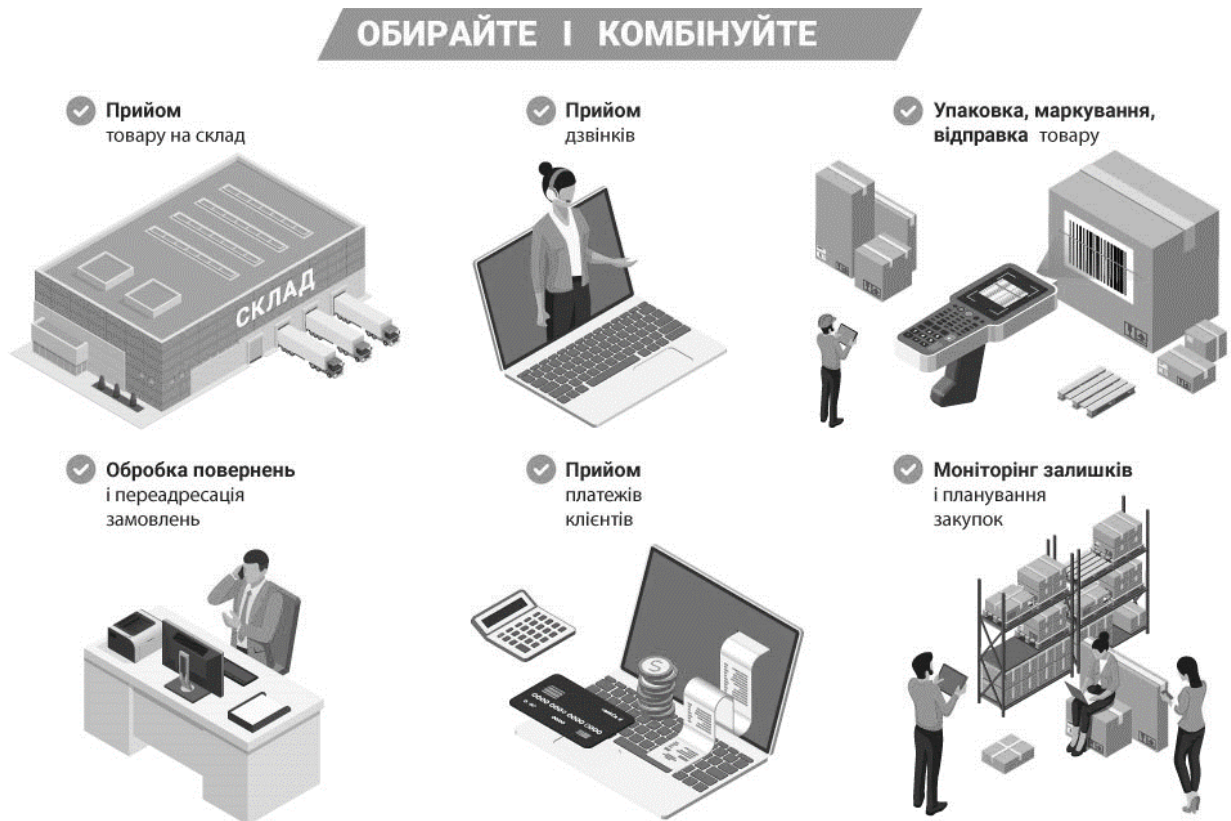 ОБИРАЙТЕ І КОМБІНУЙТЕ
Прийом
товару на склад
Прийом
дзвінків
Упаковка, маркування,
відправка товару
СКЛАД
Обробка повернень
і переадресація
замовлень
Прийом
платежів
клієнтів
Моніторинг залишків
і планування
закупок